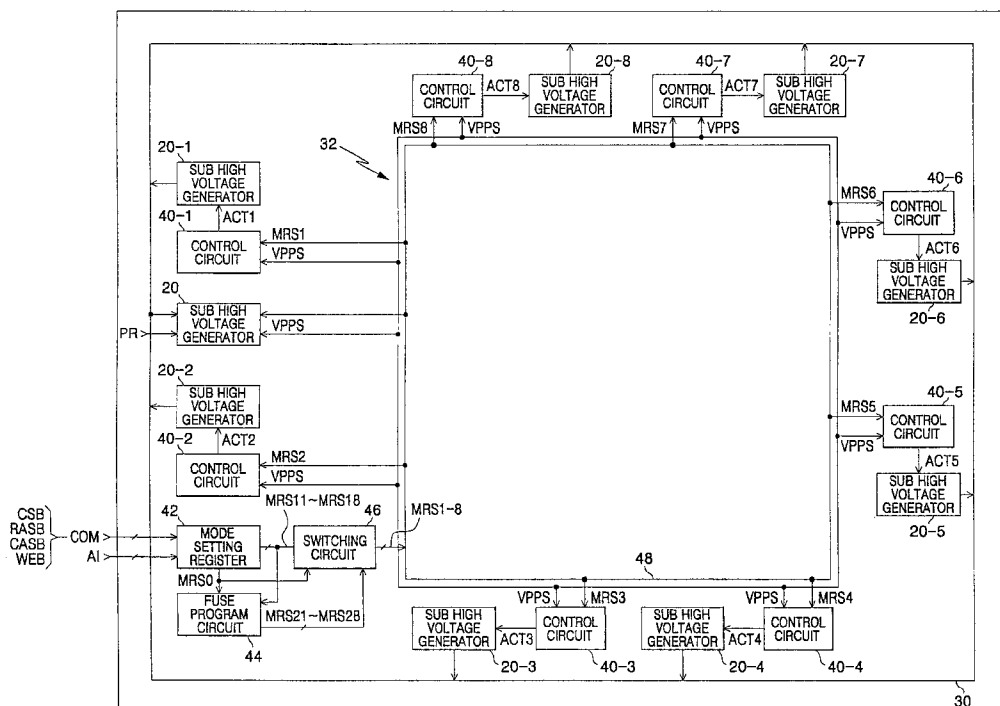 40-8
20-8
40-7
20-7
CONTROL
CIRCUIT
ACT8
SUB HIGH
VOLTAGE
GENERATOR
CONTROL
CIRCUIT
ACT7
SUB HIGH
VOLTAGE
GENERATOR
MRS8
VPPS
MRS7
VPPS
32
20-1
SUB HIGH
VOLTAGE
GENERATOR
40-1
ACT1
CONTROL
CIRCUIT
MRS1
VPPS
20
SUB HIGH
VOLTAGE
GENERATOR
VPPS
PR
20-2
SUB HIGH
VOLTAGE
GENERATOR
40-2
ACT2
CONTROL
CIRCUIT
MRS2
VPPS
MRS6
40-6
CONTROL
CIRCUIT
VPPS
ACT6
SUB HIGH
VOLTAGE
GENERATOR
20-6
MRS5
40-5
CONTROL
CIRCUIT
VPPS
ACT5
SUB HIGH
VOLTAGE
GENERATOR
20-5
CSB
RASB
CASB
WEB
COM
AI
42
MODE
SETTING
REGISTER
MRS11~MRS18
46
SWITCHING
CIRCUIT
MRS1-8
MRS0
FUSE
PROGRAM
CIRCUIT
MRS21~MRS28
44
48
VPPS
MRS3
VPPS
MRS4
SUB HIGH
VOLTAGE
GENERATOR
ACT3
CONTROL
CIRCUIT
SUB HIGH
VOLTAGE
GENERATOR
ACT4
CONTROL
CIRCUIT
20-3
40-3
20-4
40-4
30